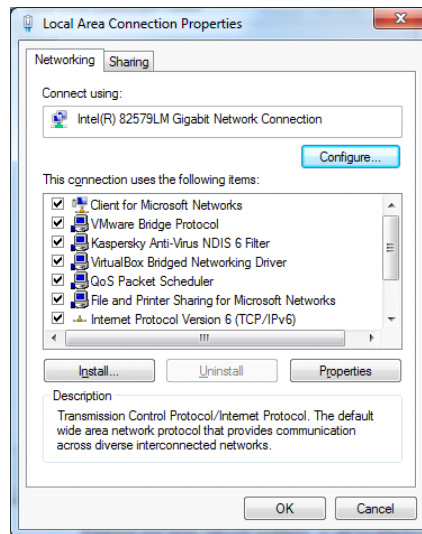 Local Area Connection Properties
Networking
Sharing
Connect using:
Intel(R) 82579LM Gigabit Network Connection
Configure...
This connection uses the following items:
Client for Microsoft Networks
VMware Bridge Protocol
Kaspersky Anti-Virus NDIS 6 Filter
VirtualBox Bridged Networking Driver
QoS Packet Scheduler
File and Printer Sharing for Microsoft Networks
Internet Protocol Version 6 (TCP/IPv6)
Install...
Uninstall
Properties
Description
Transmission Control Protocol/Internet Protocol. The default
wide area network protocol that provides communication
across diverse interconnected networks.
OK
Cancel